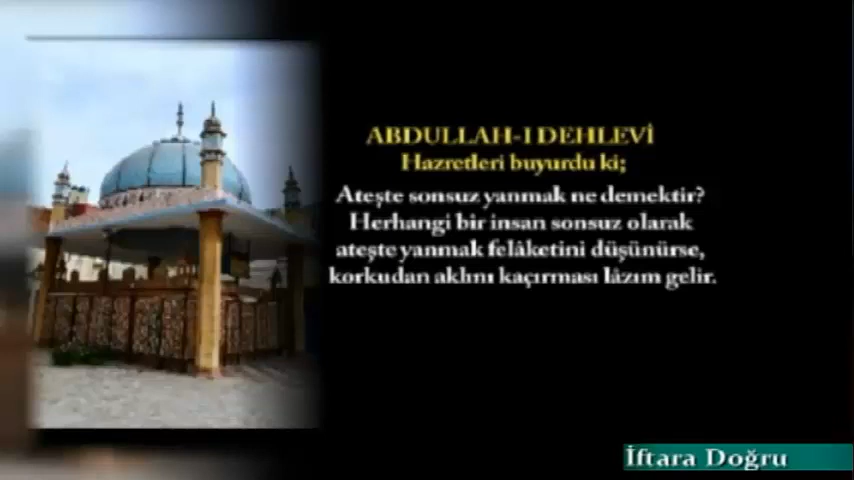 ABDULLAH-I DEHLEVİ
Hazretleri buyurdu ki;
Ateşte sonsuz yanmak ne demektir?
Herhangi bir insan sonsuz olarak
ateşte yanmak felâketini düşünürse,
korkudan aklını kaçırması lâzım gelir.
İftara Doğru